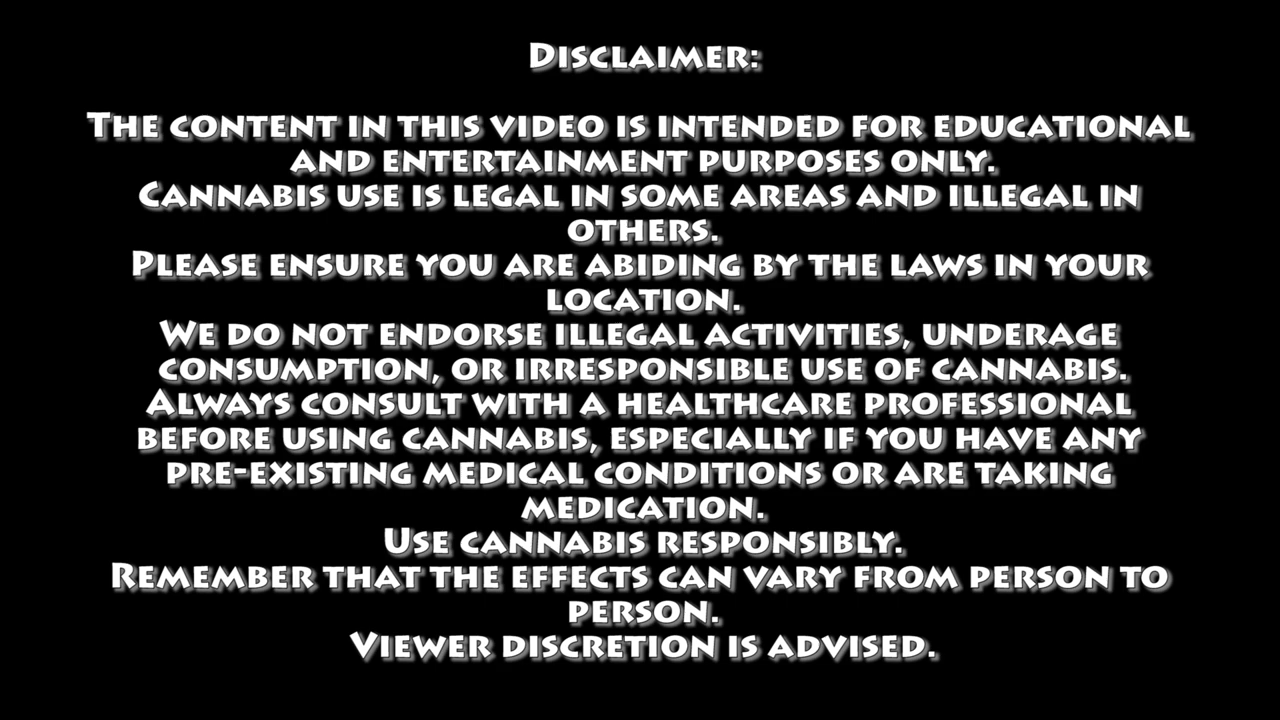 Disclaimer:
The content in this video is intended for educational
and entertainment purposes only.
Cannabis use is legal in some areas and illegal in
others.
Please ensure you are abiding by the laws in your
location.
We do not endorse illegal activities, underage
consumption, or irresponsible use of cannabis.
Always consult with a healthcare professional
before using cannabis, especially if you have any
pre-existing medical conditions or are taking
medication.
Use cannabis responsibly.
Remember that the effects can vary from person to
person.
Viewer discretion is advised.